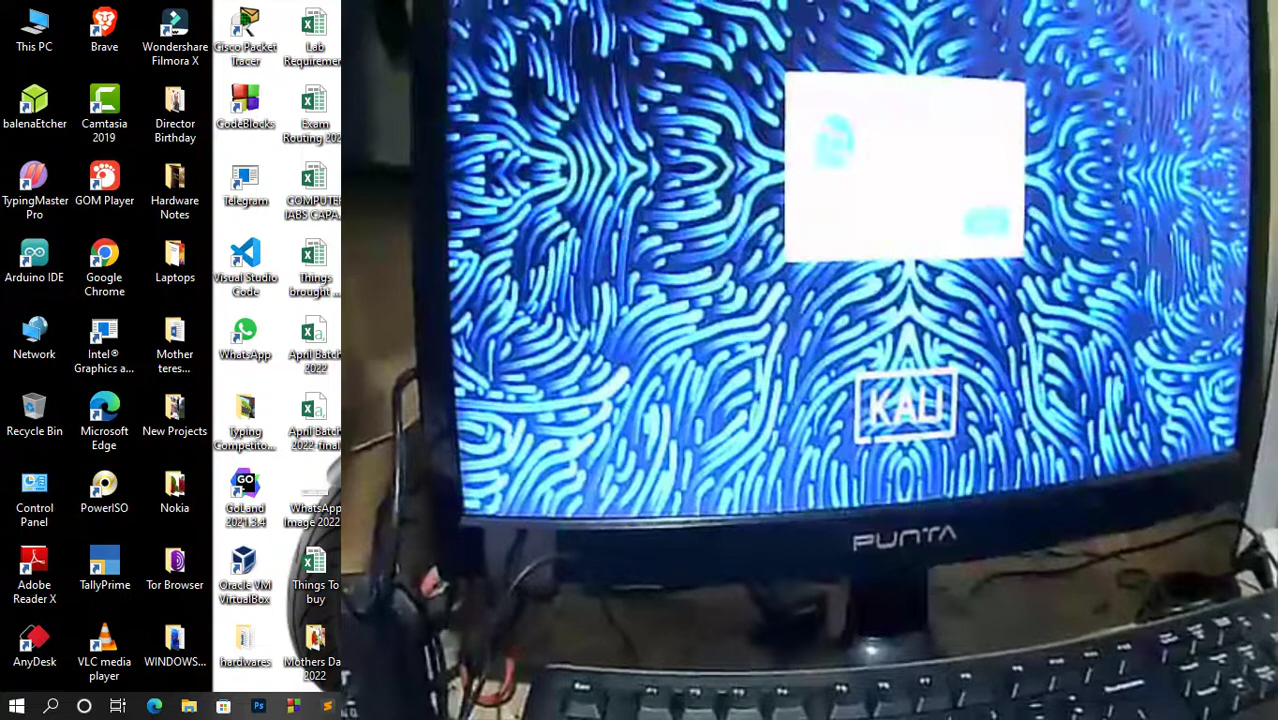 This PC
Brave
Wondershare
Filmora X
Cisco Packet
Tracer
Lab
Requireme...
balenaEtcher
Camtasia
2019
Director
Birthday
CodeBlocks
Exam
Routing 202
TypingMaster
Pro
GOM Player
Hardware
Notes
Telegram
COMPUTE
LABS CAPA...
Arduino IDE
Google
Chrome
Laptops
Visual Studio
Code
Things
brought ...
Network
Intel®
Graphics a...
Mother
teres...
WhatsApp
April Batch
2022
Recycle Bin
Microsoft
Edge
New Projects
Typing
Competito...
April Batch
2022 final
Control
Panel
PowerISO
Nokia
GoLand
2021.3.4
WhatsApp
Image 2022
Adobe
Reader X
TallyPrime
Tor Browser
Oracle VM
VirtualBox
Things To
buy
AnyDesk
VLC media
player
WINDOWS...
hardwares
Mothers Da
2022
KALI
PUNTA